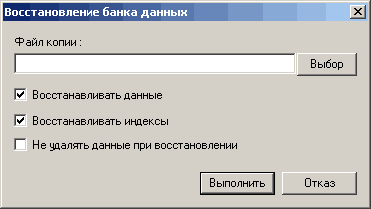 Восстановление банка данных
Файл копии :
Выбор
Восстанавливать данные
Восстанавливать индексы
Не удалять данные при восстановлении
Выполнить
Отказ